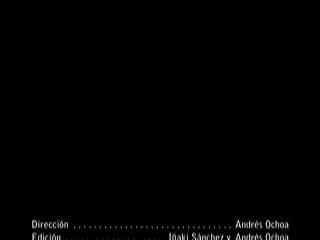 Dirección ................................ Andrés Ochoa
Edición ................... Iñaki Sánchez y Andrés Ochoa